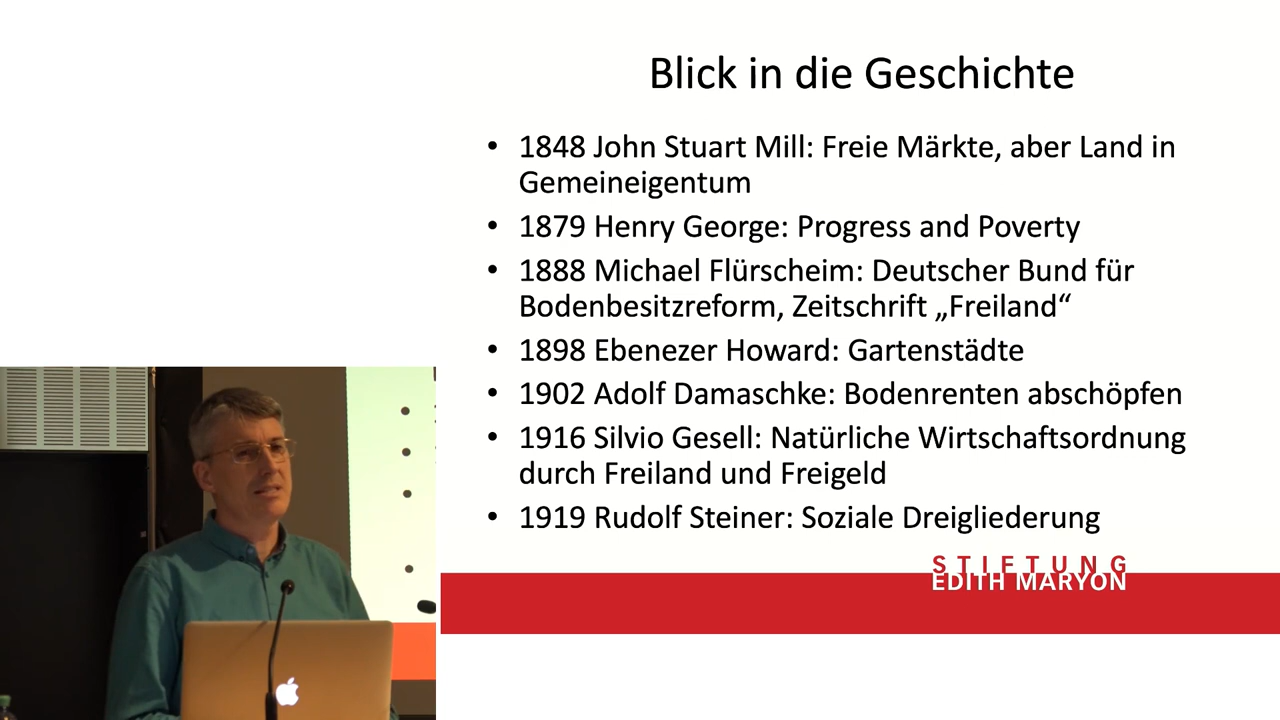 Blick in die Geschichte
• 1848 John Stuart Mill: Freie Märkte, aber Land in
Gemeineigentum
• 1879 Henry George: Progress and Poverty
• 1888 Michael Flürscheim: Deutscher Bund für
Bodenbesitzreform, Zeitschrift „Freiland“
• 1898 Ebenezer Howard: Gartenstädte
• 1902 Adolf Damaschke: Bodenrenten abschöpfen
• 1916 Silvio Gesell: Natürliche Wirtschaftsordnung
durch Freiland und Freigeld
• 1919 Rudolf Steiner: Soziale Dreigliederung
STIFTUNG
EDITH MARYON